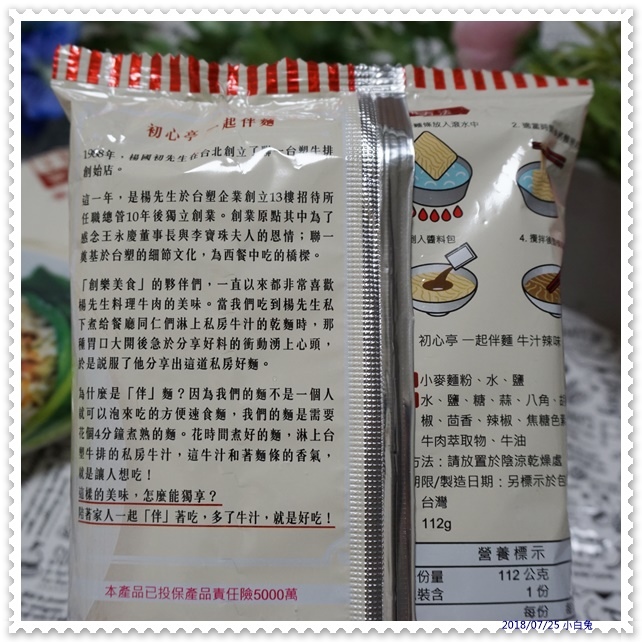 初心亭 一起伴麵
1968年，楊國初先生在台北創立了聯一台塑牛排
創始店。
這一年，是楊先生於台塑企業創立13樓招待所
任職總管10年後獨立創業。創業原點其中為了
感念王永慶董事長與李寶珠夫人的恩情；聯一
奠基於台塑的細節文化，為西餐中吃的橋樑。
「創樂美食」的夥伴們，一直以來都非常喜歡
楊先生料理牛肉的美味。當我們吃到楊先生私
下煮給餐廳同仁們淋上私房牛汁的乾麵時，那
種胃口大開後急於分享好料的衝動湧上心頭，
於是說服了他分享出這道私房好麵。
為什麼是「伴」麵？因為我們的麵不是一個人
就可以泡來吃的方便速食麵，我們的麵是需要
花個4分鐘煮熟的麵。花時間煮好的麵，淋上台
塑牛排的私房牛汁，這牛汁和著麵條的香氣，
就是讓人想吃！
這樣的美味，怎麼能獨享？
陪著家人一起「伴」著吃，多了牛汁，就是好吃！
本產品已投保產品責任險5000萬
麵條放入滾水中
2.
倒入醬料包
4. 攪拌
初心亭 一起伴麵 牛汁辣味
小麥麵粉、水、鹽
水、鹽、糖、蒜、八角、
椒、茴香、辣椒、焦糖色
牛肉萃取物、牛油
方法：請放置於陰涼乾燥處
期限/製造日期：另標示於包
台灣
112g
營養標示
份量 112 公克
裝含 1 份
每份
2018/07/25 小白兔